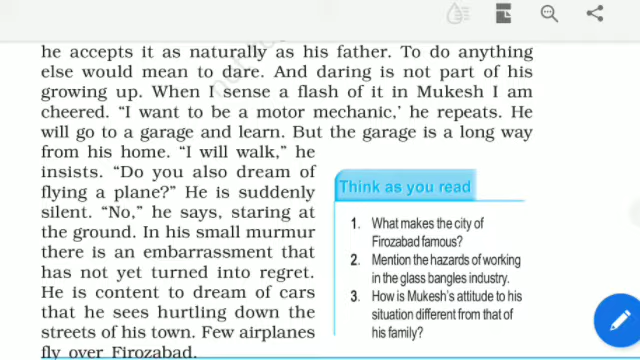 he accepts it as naturally as his father. To do anything
else would mean to dare. And daring is not part of his
growing up. When I sense a flash of it in Mukesh I am
cheered. “I want to be a motor mechanic,’ he repeats. He
will go to a garage and learn. But the garage is a long way
from his home. “I will walk,” he
insists. “Do you also dream of
flying a plane?” He is suddenly
silent. “No,” he says, staring at
the ground. In his small murmur
there is an embarrassment that
has not yet turned into regret.
He is content to dream of cars
that he sees hurtling down the
streets of his town. Few airplanes
fly over Firozabad.
Think as you read
1. What makes the city of
Firozabad famous?
2. Mention the hazards of working
in the glass bangles industry.
3. How is Mukesh’s attitude to his
situation different from that of
his family?